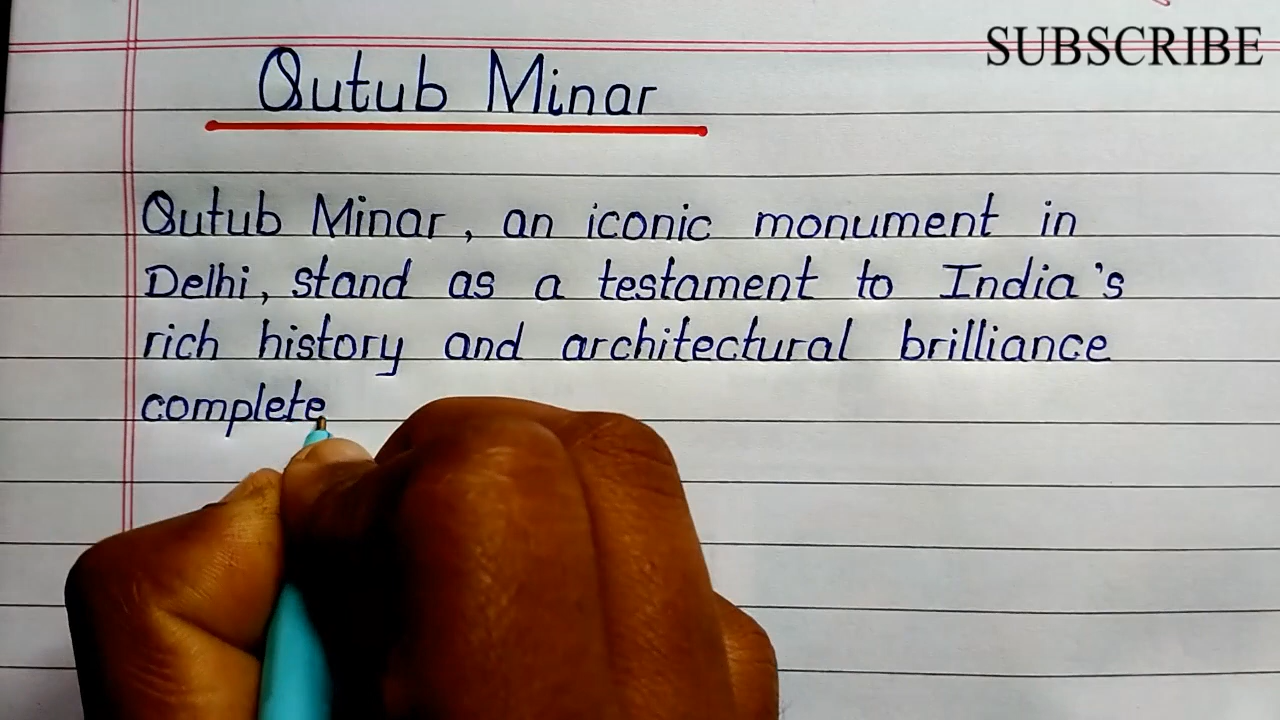 SUBSCRIBE
Qutub Minar
Qutub Minar, an iconic monument in
Delhi, stand as a testament to India's
rich history and architectural brilliance
complete